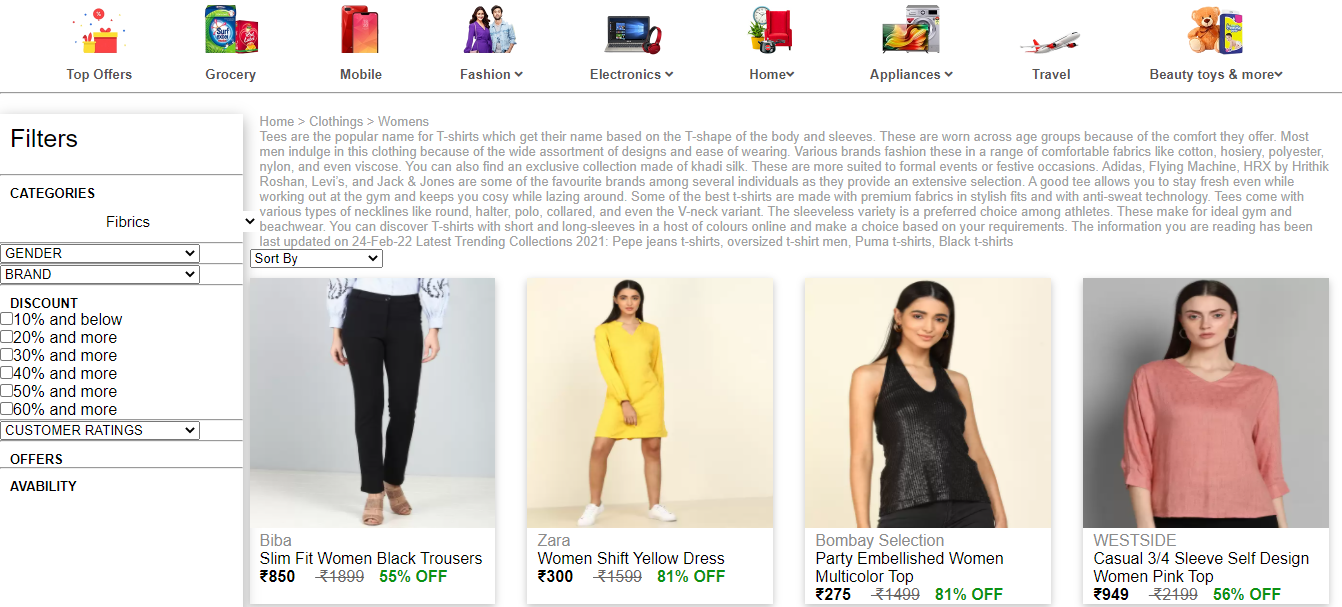 Top Offers
Grocery
Mobile
Fashion
Electronics
Home
Appliances
Travel
Beauty toys & more
Filters
CATEGORIES
Fibrics
GENDER
BRAND
DISCOUNT
10% and below
20% and more
30% and more
40% and more
50% and more
60% and more
CUSTOMER RATINGS
OFFERS
AVABILITY
Home > Clothings > Womens
Tees are the popular name for T-shirts which get their name based on the T-shape of the body and sleeves. These are worn across age groups because of the comfort they offer. Most
men indulge in this clothing because of the wide assortment of designs and ease of wearing. Various brands fashion these in a range of comfortable fabrics like cotton, hosiery, polyester,
nylon, and even viscose. You can also find an exclusive collection made of khadi silk. These are more suited to formal events or festive occasions. Adidas, Flying Machine, HRX by Hrithik
Roshan, Levi's, and Jack & Jones are some of the favourite brands among several individuals as they provide an extensive selection. A good tee allows you to stay fresh even while
working out at the gym and keeps you cosy while lazing around. Some of the best t-shirts are made with premium fabrics in stylish fits and with anti-sweat technology. Tees come with
various types of necklines like round, halter, polo, collared, and even the V-neck variant. The sleeveless variety is a preferred choice among athletes. These make for ideal gym and
beachwear. You can discover T-shirts with short and long-sleeves in a host of colours online and make a choice based on your requirements. The information you are reading has been
last updated on 24-Feb-22 Latest Trending Collections 2021: Pepe jeans t-shirts, oversized t-shirt men, Puma t-shirts, Black t-shirts
Sort By
Biba
Slim Fit Women Black Trousers
₹850 ₹1899 55% OFF
Zara
Women Shift Yellow Dress
₹300 ₹1599 81% OFF
Bombay Selection
Party Embellished Women
Multicolor Top
₹275 ₹1499 81% OFF
WESTSIDE
Casual 3/4 Sleeve Self Design
Women Pink Top
₹949 ₹2199 56% OFF